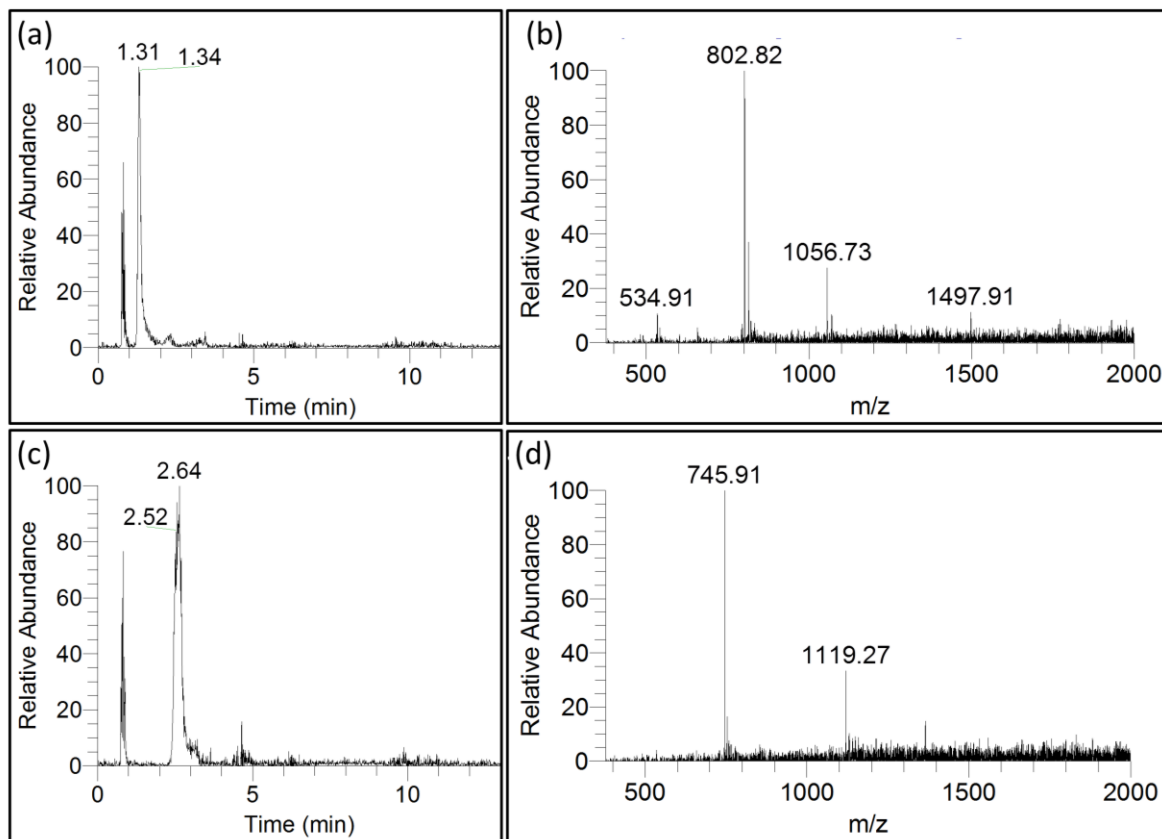 (a)
1.31
1.34
Relative Abundance
100
80
60
40
20
0
0 5 10
Time (min)
(b)
802.82
1056.73
534.91
1497.91
Relative Abundance
100
80
60
40
20
0
500 1000 1500 2000
m/z
(c)
2.64
2.52
Relative Abundance
100
80
60
40
20
0
0 5 10
Time (min)
(d)
745.91
1119.27
Relative Abundance
100
80
60
40
20
0
500 1000 1500 2000
m/z